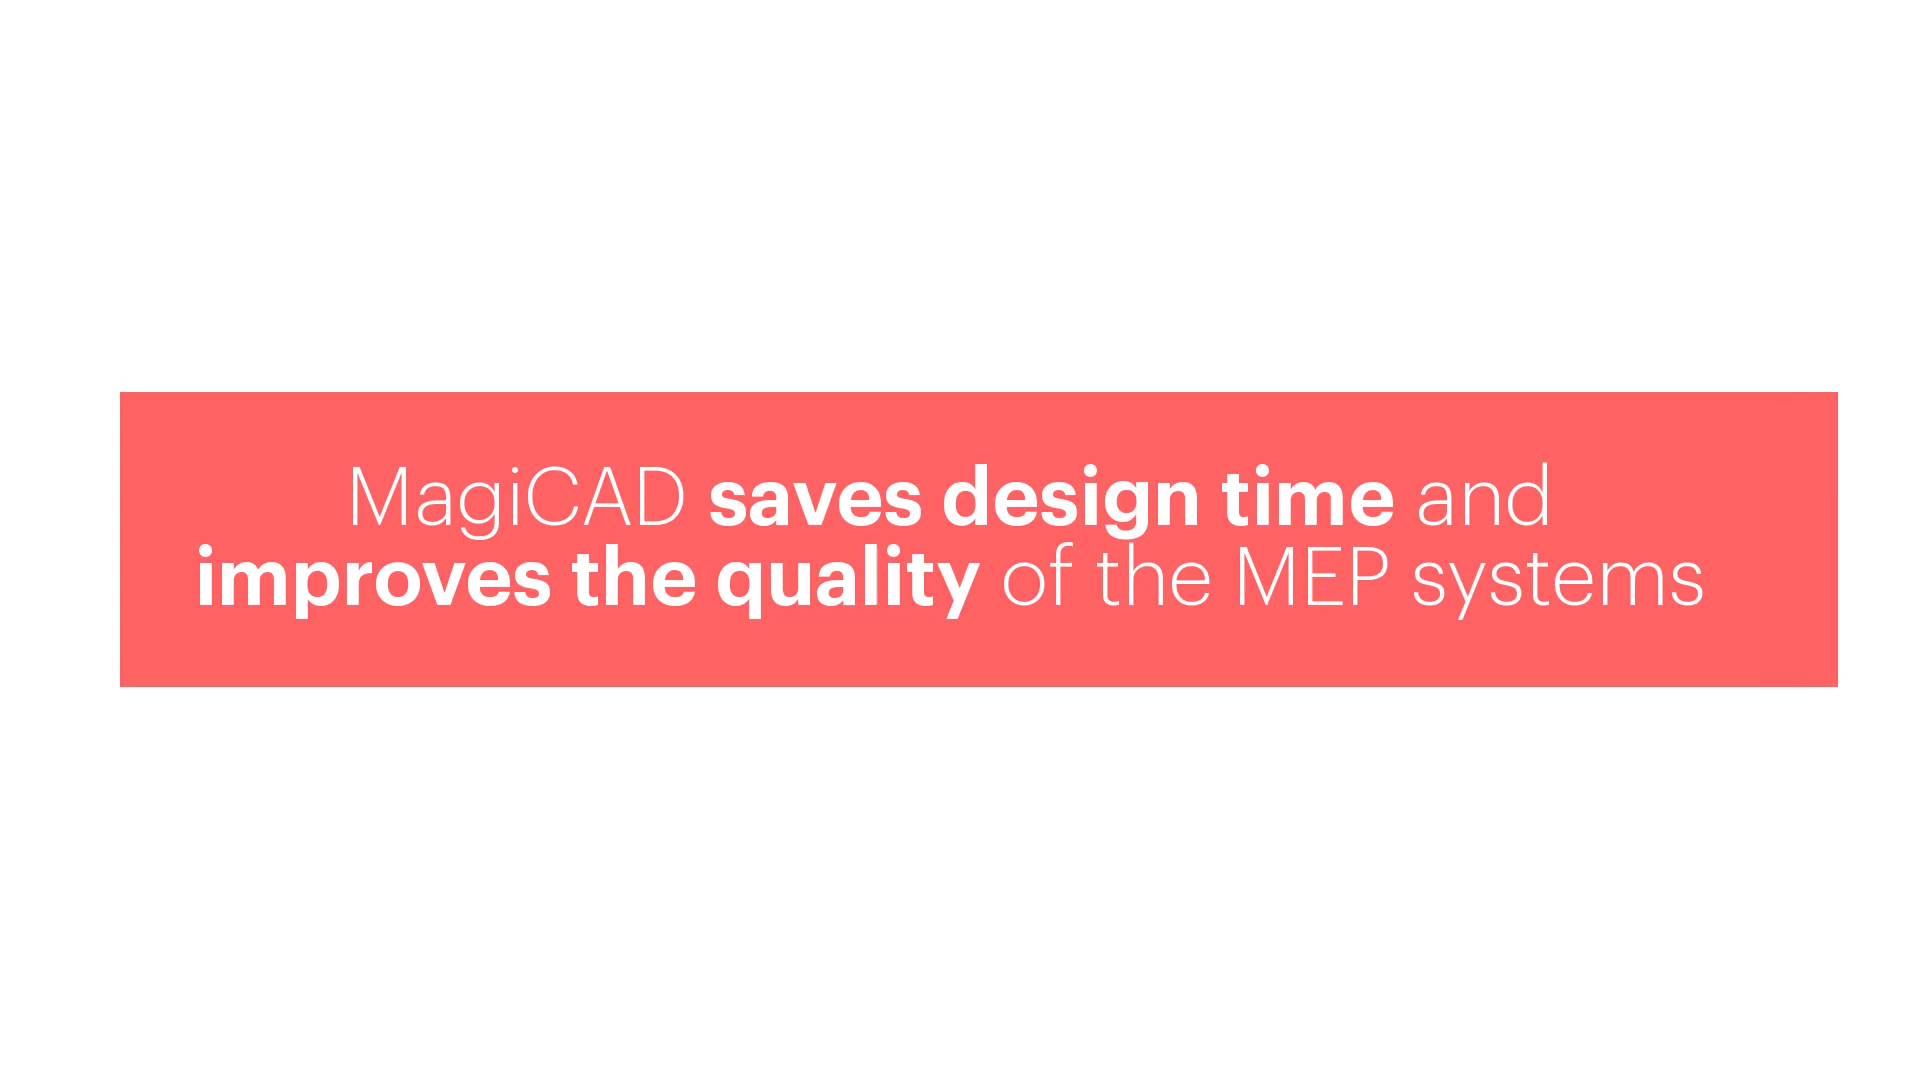 MagiCAD saves design time and
improves the quality of the MEP systems